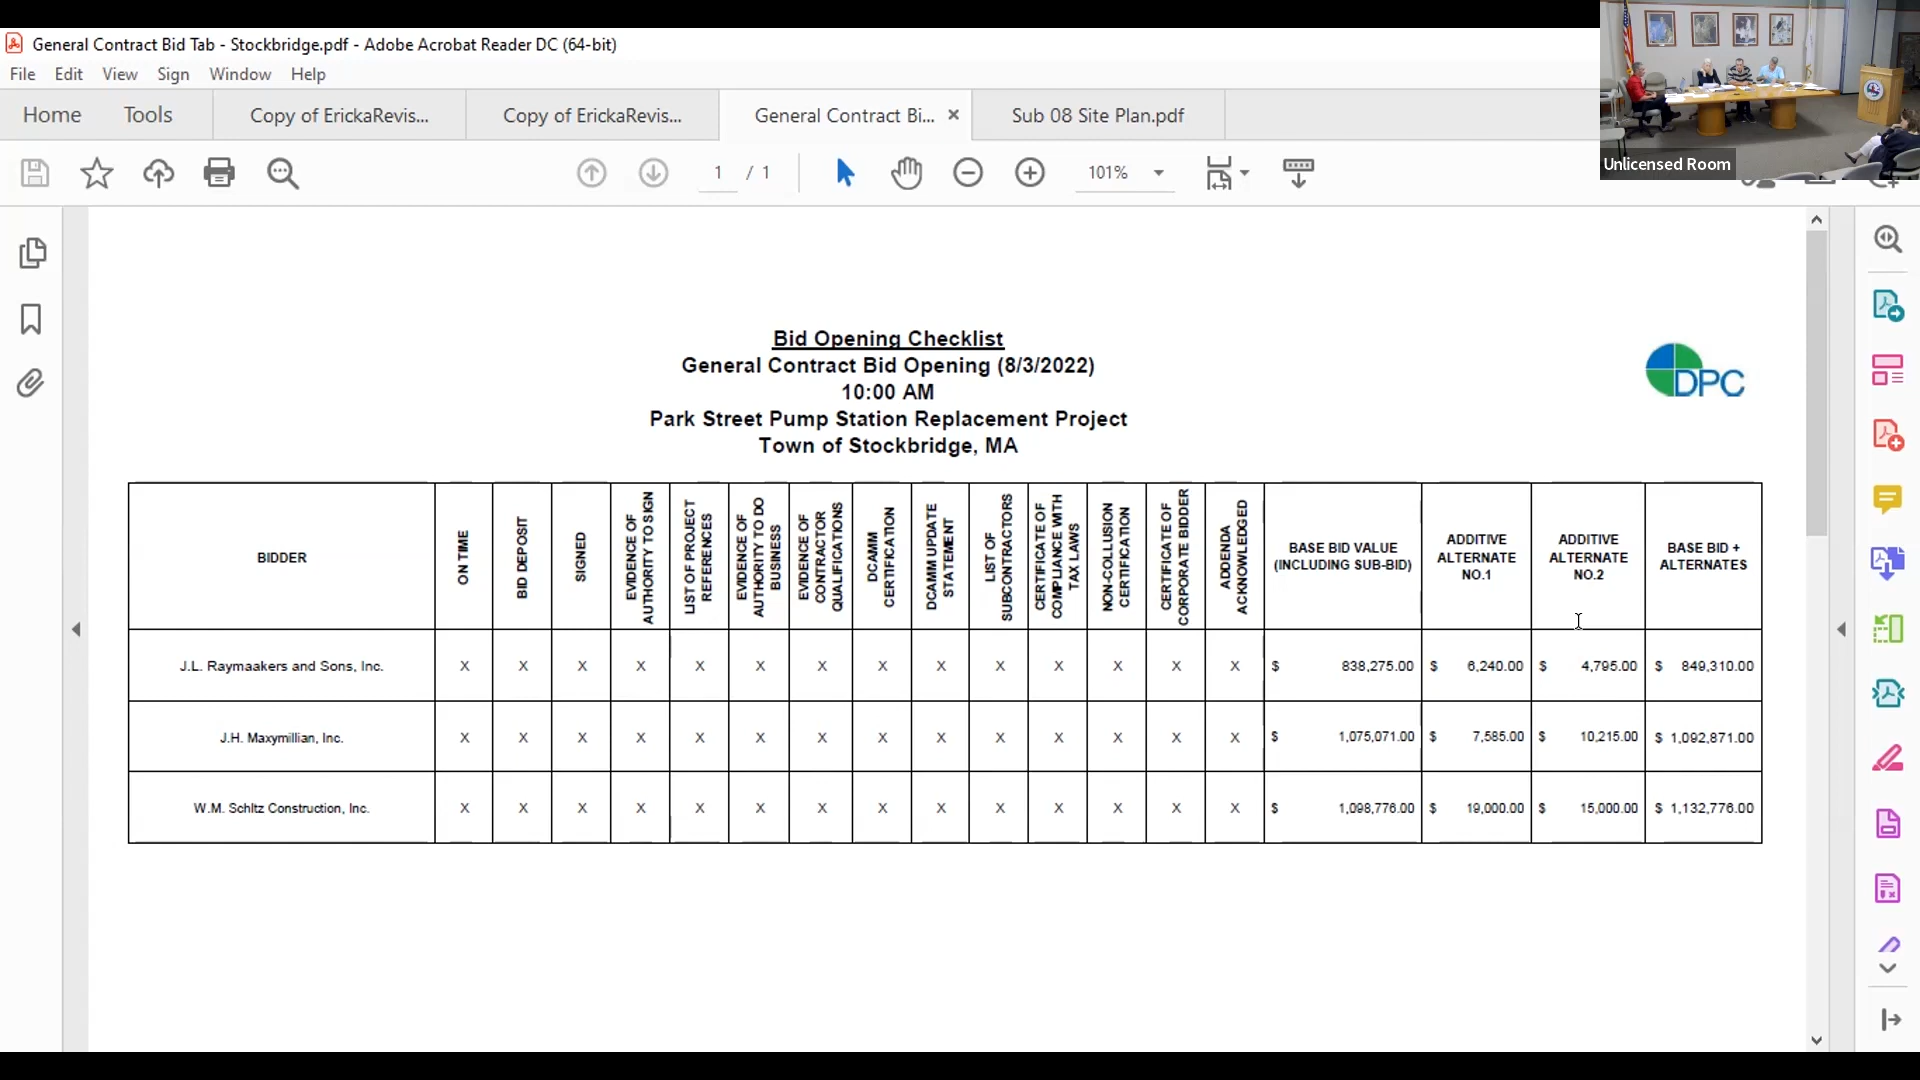 General Contract Bid Tab - Stockbridge.pdf - Adobe Acrobat Reader DC (64-bit)
File Edit View Sign Window Help
Home Tools Copy of ErickaRevis... Copy of ErickaRevis... General Contract Bi... Sub 08 Site Plan.pdf
Unlicensed Room
1 / 1 101%
Bid Opening Checklist
General Contract Bid Opening (8/3/2022)
10:00 AM
Park Street Pump Station Replacement Project
Town of Stockbridge, MA
DPC
BIDDER
ON TIME
BID DEPOSIT
SIGNED
EVIDENCE OF
AUTHORITY TO SIGN
LIST OF PROJECT
REFERENCES
EVIDENCE OF
AUTHORITY TO DO
BUSINESS
EVIDENCE OF
CONTRACTOR
QUALIFICATIONS
DCAMM
CERTIFICATION
DCAMM UPDATE
STATEMENT
LIST OF
SUBCONTRACTORS
CERTIFICATE OF
COMPLIANCE WITH
TAX LAWS
NON-COLLUSION
CERTIFICATION
CERTIFICATE OF
CORPORATE BIDDER
ADDENDA
ACKNOWLEDGED
BASE BID VALUE
(INCLUDING SUB-BID)
ADDITIVE
ALTERNATE
NO.1
ADDITIVE
ALTERNATE
NO.2
BASE BID +
ALTERNATES
J.L. Raymaakers and Sons, Inc. X X X X X X X X X X X X X X $ 838,275.00 $ 6,240.00 $ 4,795.00 $ 849,310.00
J.H. Maxymillian, Inc. X X X X X X X X X X X X X X $ 1,075,071.00 $ 7,585.00 $ 10,215.00 $ 1,092,871.00
W.M. Schltz Construction, Inc. X X X X X X X X X X X X X X $ 1,098,776.00 $ 19,000.00 $ 15,000.00 $ 1,132,776.00